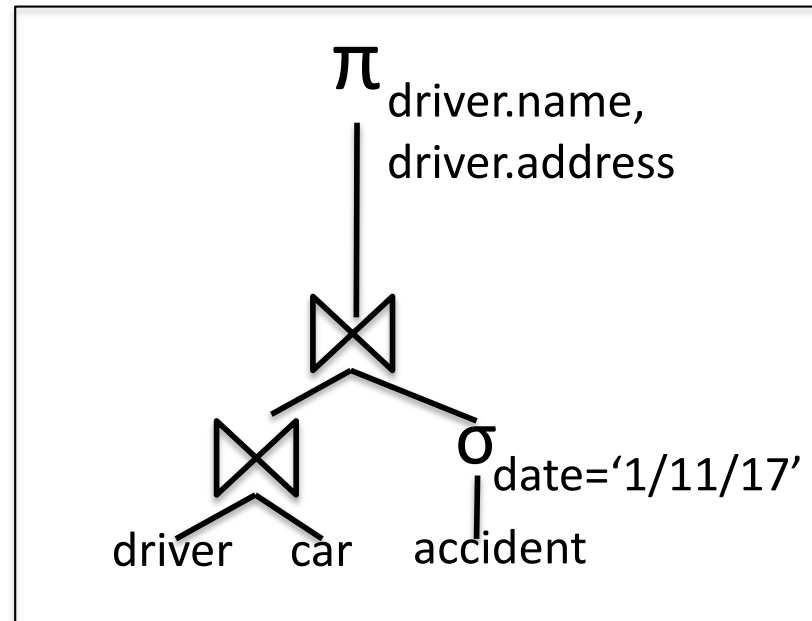 π driver.name,
driver.address
⋈
⋈
σ date=‘1/11/17’
driver car accident